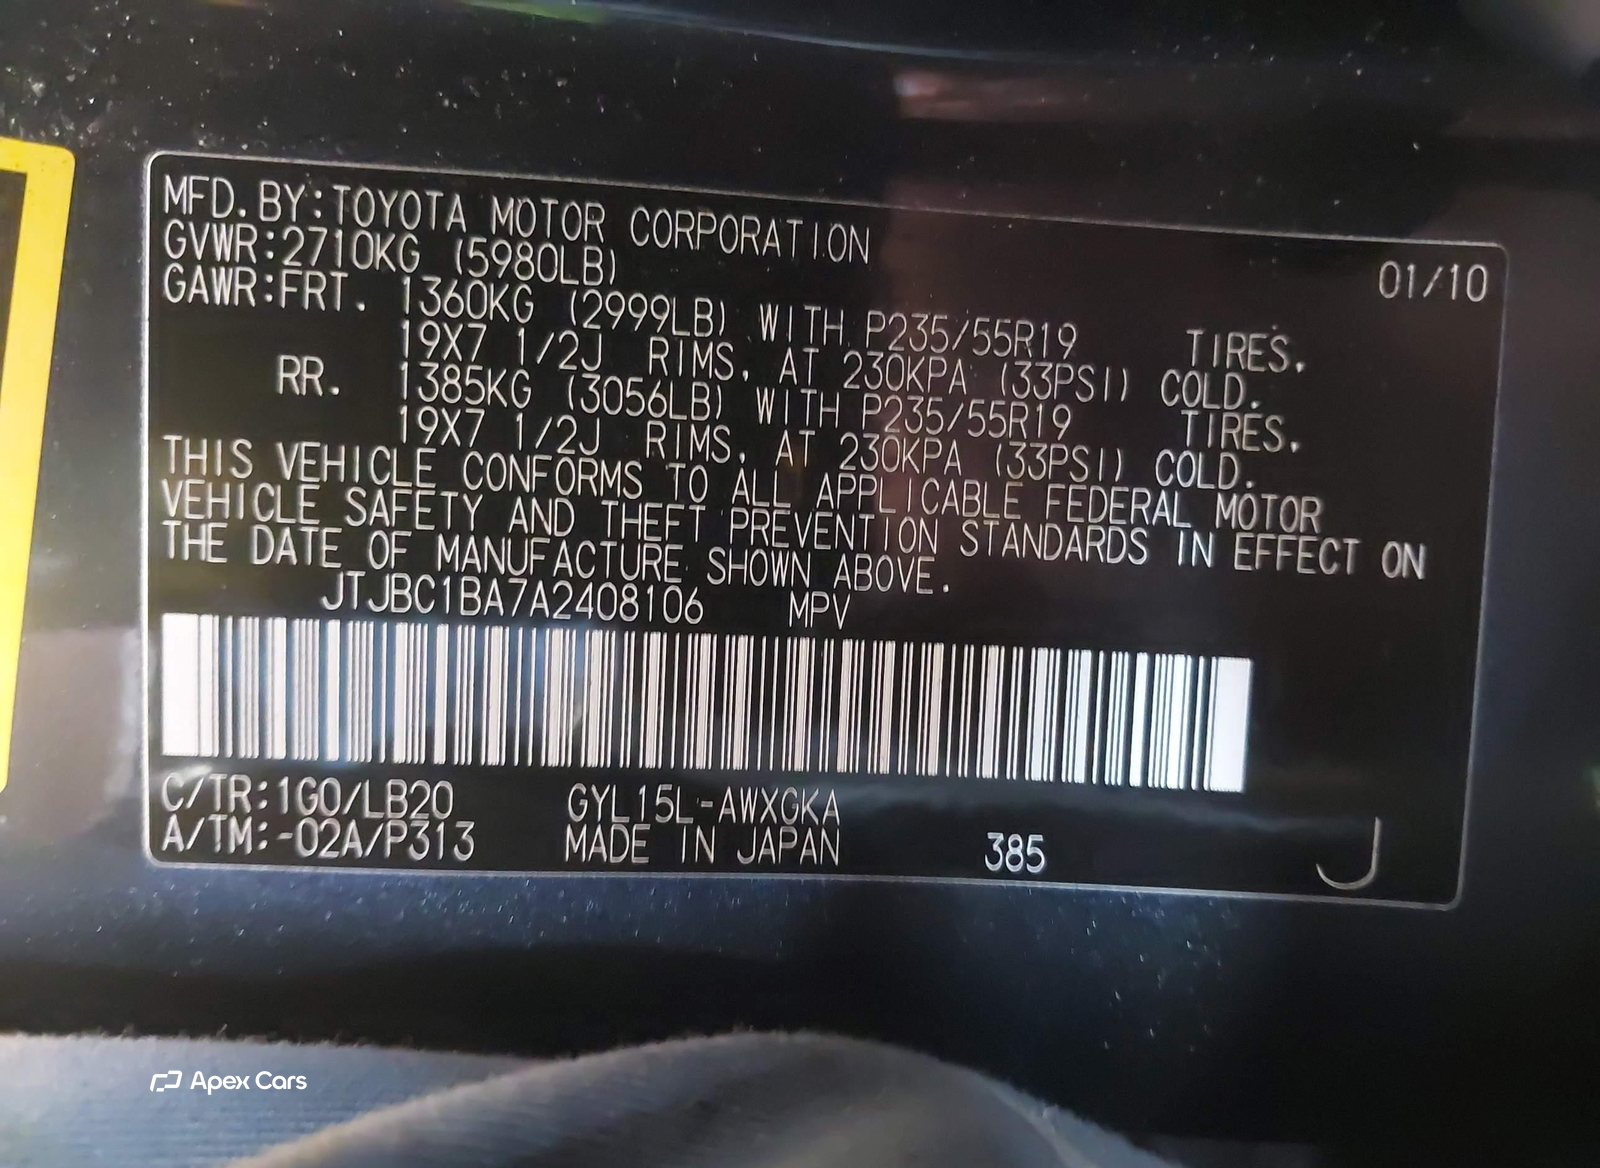 MFD. BY:TOYOTA MOTOR CORPORATION 01/10
GVWR:2710KG (5980LB)
GAWR:FRT. 1360KG (2999LB) WITH P235/55R19 TIRES,
19X7 1/2J RIMS, AT 230KPA (33PSI) COLD.
RR. 1385KG (3056LB) WITH P235/55R19 TIRES,
19X7 1/2J RIMS, AT 230KPA (33PSI) COLD.
THIS VEHICLE CONFORMS TO ALL APPLICABLE FEDERAL MOTOR
VEHICLE SAFETY AND THEFT PREVENTION STANDARDS IN EFFECT ON
THE DATE OF MANUFACTURE SHOWN ABOVE.
JTJBC1BA7A2408106 MPV
C/TR:1G0/LB20 GYL15L-AWXGKA
A/TM:-02A/P313 MADE IN JAPAN 385 J
Apex Cars